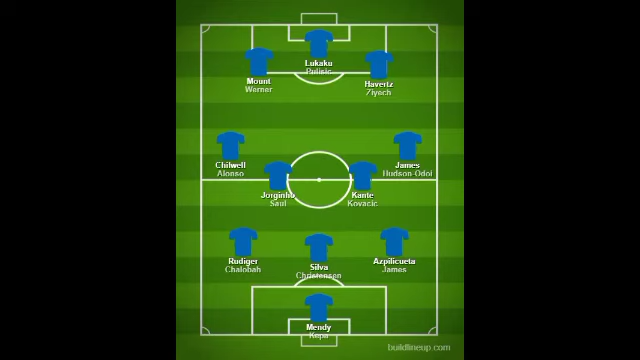 Lukaku
Pulisic
Mount
Werner
Havertz
Ziyech
Chilwell
Alonso
James
Hudson-Odoi
Jorginho
Saul
Kante
Kovacic
Rudiger
Chalobah
Silva
Christensen
Azpilicueta
James
Mendy
Kepa
buildlineup.com